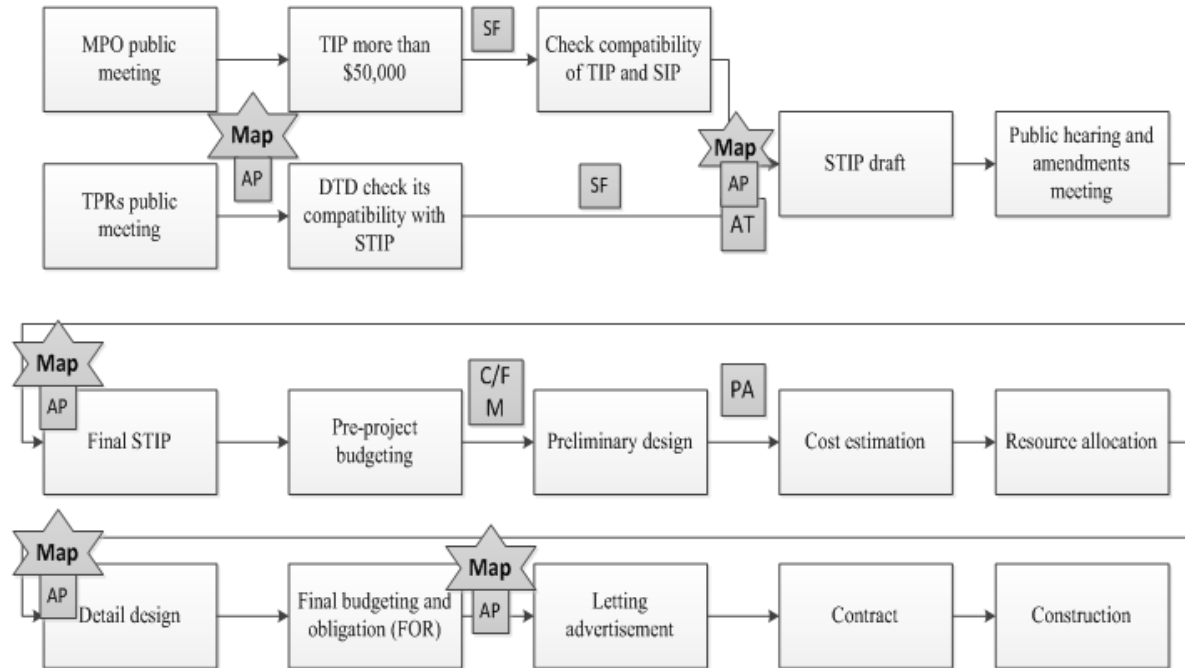 MPO public
meeting
TIP more than
$50,000
SF
Check compatibility
of TIP and SIP
Map
AP
Map
AP
AT
STIP draft
Public hearing and
amendments
meeting
TPRs public
meeting
DTD check its
compatibility with
STIP
SF
Map
AP
Final STIP
Pre-project
budgeting
C/F
M
Preliminary design
PA
Cost estimation
Resource allocation
Map
AP
Detail design
Final budgeting and
obligation (FOR)
Map
AP
Letting
advertisement
Contract
Construction